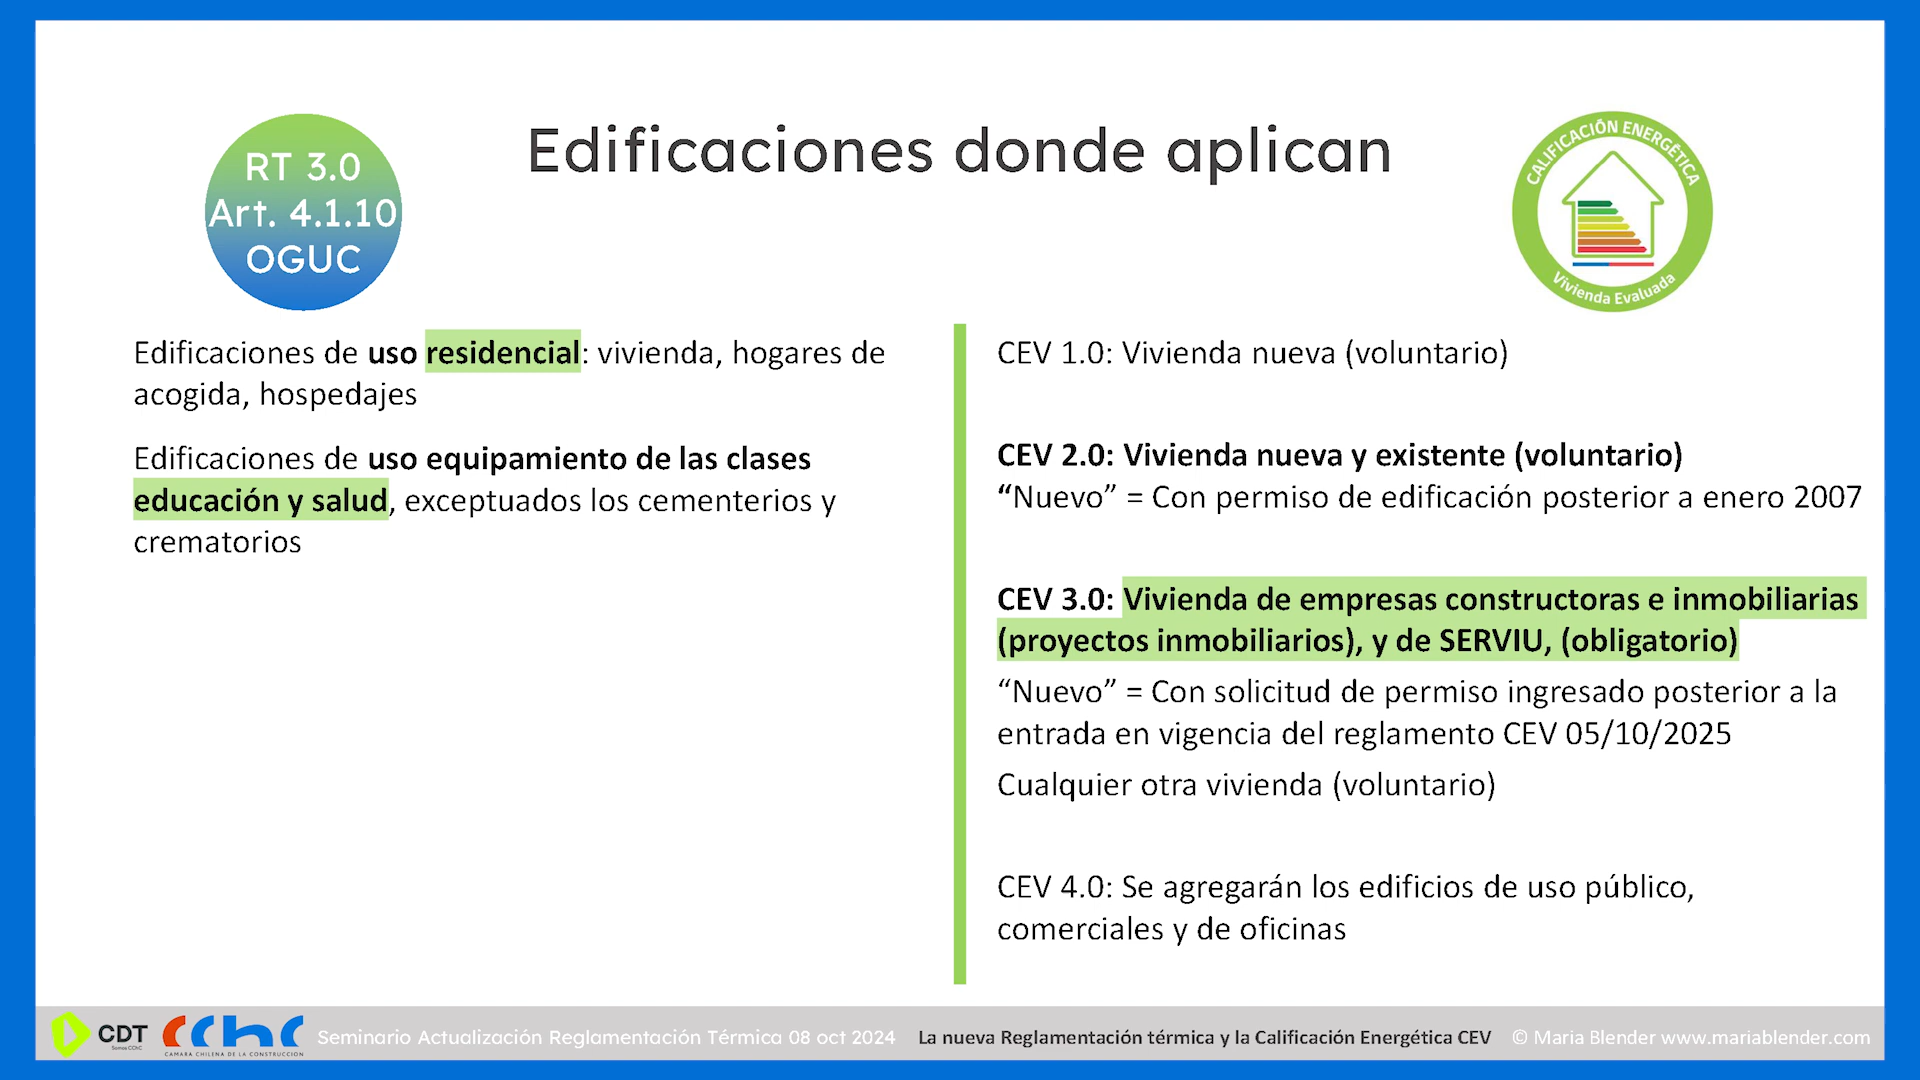 Edificaciones donde aplican
RT 3.0
Art. 4.1.10
OGUC
CALIFICACIÓN ENERGÉTICA
Vivienda Evaluada
Edificaciones de uso residencial: vivienda, hogares de
acogida, hospedajes
Edificaciones de uso equipamiento de las clases
educación y salud, exceptuados los cementerios y
crematorios
CEV 1.0: Vivienda nueva (voluntario)
CEV 2.0: Vivienda nueva y existente (voluntario)
“Nuevo” = Con permiso de edificación posterior a enero 2007
CEV 3.0: Vivienda de empresas constructoras e inmobiliarias
(proyectos inmobiliarios), y de SERVIU, (obligatorio)
“Nuevo” = Con solicitud de permiso ingresado posterior a la
entrada en vigencia del reglamento CEV 05/10/2025
Cualquier otra vivienda (voluntario)
CEV 4.0: Se agregarán los edificios de uso público,
comerciales y de oficinas
CDT
Somos CChC
cchc
CAMARA CHILENA DE LA CONSTRUCCION
Seminario Actualización Reglamentación Térmica 08 oct 2024
La nueva Reglamentación térmica y la Calificación Energética CEV
© Maria Blender www.mariablender.com